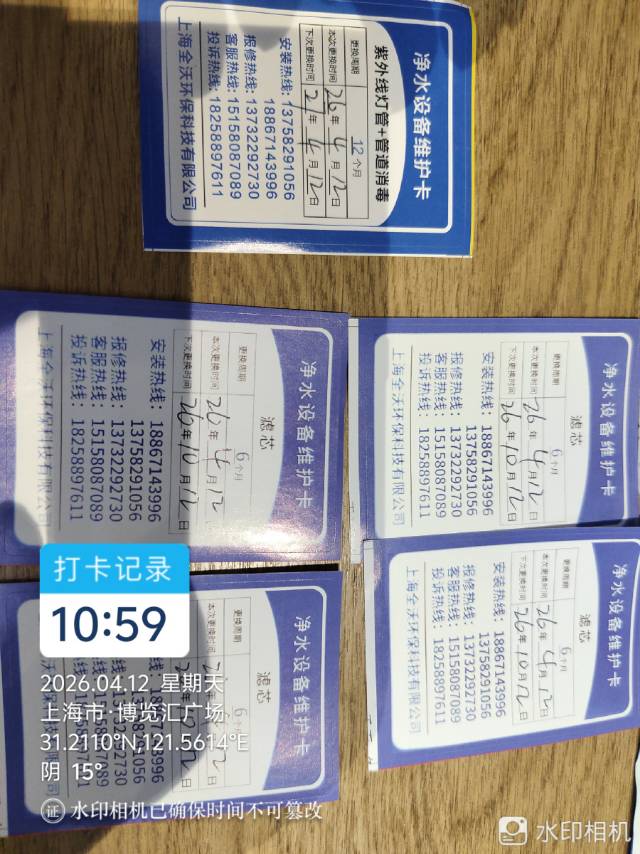 净水设备维护卡
紫外线灯管+管道消毒
更换周期 12个月
本次更换时间 26年4月12日
下次更换时间 27年4月12日
安装热线:13758291056
18867143996
报修热线:13732292730
客服热线:15158087089
投诉热线:18258897611
上海全沃环保科技有限公司
净水设备维护卡
滤芯
更换周期 6个月
本次更换时间 26年4月12日
下次更换时间 26年10月12日
安装热线:18867143996
13758291056
报修热线:13732292730
客服热线:15158087089
投诉热线:18258897611
上海全沃环保科技有限公司
净水设备维护卡
滤芯
更换周期 6个月
本次更换时间 26年4月12日
下次更换时间 26年10月12日
安装热线:18867143996
13758291056
报修热线:13732292730
客服热线:15158087089
投诉热线:18258897611
上海全沃环保科技有限公司
净水设备维护卡
滤芯
更换周期 6个月
本次更换时间 26年4月12日
下次更换时间 26年10月12日
安装热线:18867143996
13758291056
报修热线:13732292730
客服热线:15158087089
投诉热线:18258897611
上海全沃环保科技有限公司
净水设备维护卡
滤芯
更换周期 6个月
本次更换时间
打卡记录
10:59
2026.04.12 星期天
上海市·博览汇广场
31.2110°N,121.5614°E
阴 15°
证 水印相机已确保时间不可篡改
水印相机